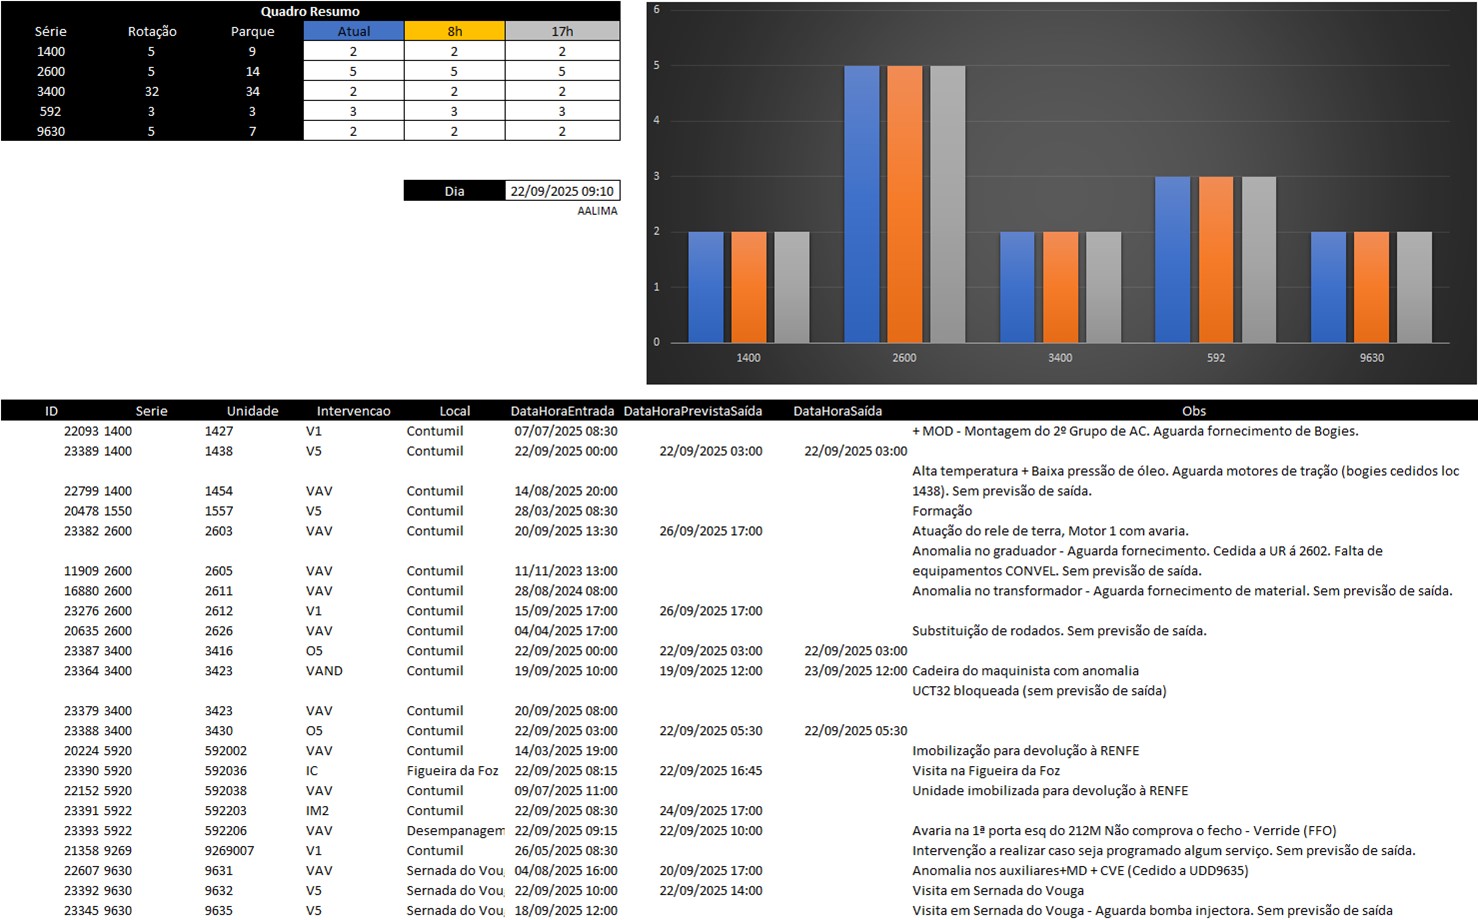 Quadro Resumo
Série Rotação Parque Atual 8h 17h
1400 5 9 2 2 2
2600 5 14 5 5 5
3400 32 34 2 2 2
592 3 3 3 3 3
9630 5 7 2 2 2
Dia 22/09/2025 09:10
AALIMA
6
5
4
3
2
1
0
1400 2600 3400 592 9630
ID Serie Unidade Intervencao Local DataHoraEntrada DataHoraPrevistaSaída DataHoraSaída Obs
22093 1400 1427 V1 Contumil 07/07/2025 08:30 + MOD - Montagem do 2º Grupo de AC. Aguarda fornecimento de Bogies.
23389 1400 1438 V5 Contumil 22/09/2025 00:00 22/09/2025 03:00 22/09/2025 03:00
Alta temperatura + Baixa pressão de óleo. Aguarda motores de tração (bogies cedidos loc
22799 1400 1454 VAV Contumil 14/08/2025 20:00 1438). Sem previsão de saída.
20478 1550 1557 V5 Contumil 28/03/2025 08:30 Formação
23382 2600 2603 VAV Contumil 20/09/2025 13:30 26/09/2025 17:00 Atuação do rele de terra, Motor 1 com avaria.
Anomalia no graduador - Aguarda fornecimento. Cedida a UR á 2602. Falta de
11909 2600 2605 VAV Contumil 11/11/2023 13:00 equipamentos CONVEL. Sem previsão de saída.
16880 2600 2611 VAV Contumil 28/08/2024 08:00 Anomalia no transformador - Aguarda fornecimento de material. Sem previsão de saída.
23276 2600 2612 V1 Contumil 15/09/2025 17:00 26/09/2025 17:00
20635 2600 2626 VAV Contumil 04/04/2025 17:00 Substituição de rodados. Sem previsão de saída.
23387 3400 3416 O5 Contumil 22/09/2025 00:00 22/09/2025 03:00 22/09/2025 03:00
23364 3400 3423 VAND Contumil 19/09/2025 10:00 19/09/2025 12:00 23/09/2025 12:00 Cadeira do maquinista com anomalia
UCT32 bloqueada (sem previsão de saída)
23379 3400 3423 VAV Contumil 20/09/2025 08:00
23388 3400 3430 O5 Contumil 22/09/2025 03:00 22/09/2025 05:30 22/09/2025 05:30
20224 5920 592002 VAV Contumil 14/03/2025 19:00 Imobilização para devolução à RENFE
23390 5920 592036 IC Figueira da Foz 22/09/2025 08:15 22/09/2025 16:45 Visita na Figueira da Foz
22152 5920 592038 VAV Contumil 09/07/2025 11:00 Unidade imobilizada para devolução à RENFE
23391 5922 592203 IM2 Contumil 22/09/2025 08:30 24/09/2025 17:00
23393 5922 592206 VAV Desempanagem 22/09/2025 09:15 22/09/2025 10:00 Avaria na 1ª porta esq do 212M Não comprova o fecho - Verride (FFO)
21358 9269 9269007 V1 Contumil 26/05/2025 08:30 Intervenção a realizar caso seja programado algum serviço. Sem previsão de saída.
22607 9630 9631 VAV Sernada do Vou 04/08/2025 16:00 20/09/2025 17:00 Anomalia nos auxiliares+MD + CVE (Cedido a UDD9635)
23392 9630 9632 V5 Sernada do Vou 22/09/2025 10:00 22/09/2025 14:00 Visita em Sernada do Vouga
23345 9630 9635 V5 Sernada do Vou 18/09/2025 12:00 Visita em Sernada do Vouga - Aguarda bomba injectora. Sem previsão de saída